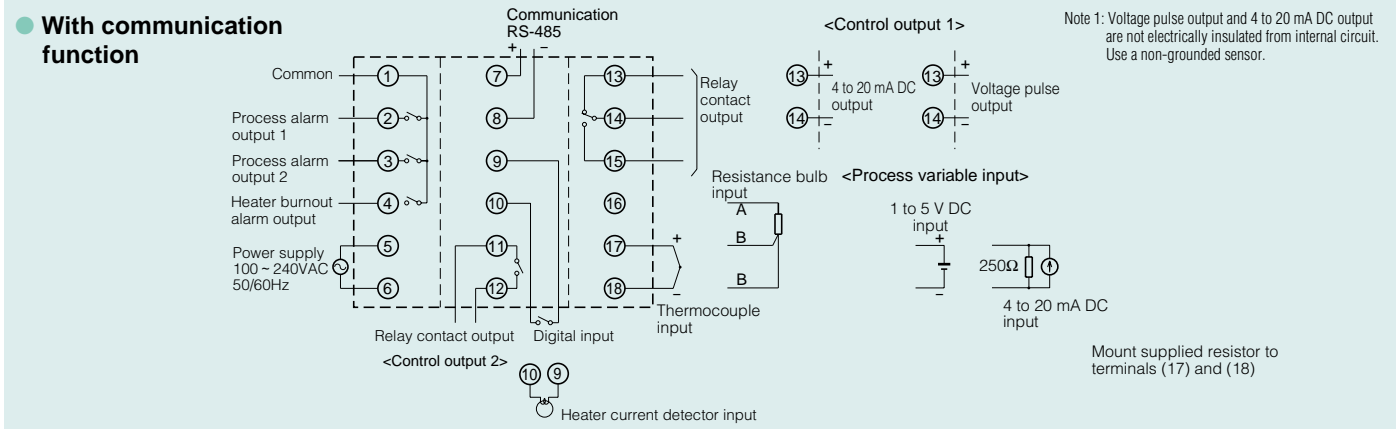 ● With communication
function
Communication
RS-485
+ −
<Control output 1>
Note 1: Voltage pulse output and 4 to 20 mA DC output
are not electrically insulated from internal circuit.
Use a non-grounded sensor.
Common
1
7
13
Relay
contact
output
13
+
4 to 20 mA DC
output
14
−
13
+
Voltage pulse
output
14
−
Process alarm
output 1
2
8
14
Process alarm
output 2
3
9
15
Heater burnout
alarm output
4
10
16
Resistance bulb
input
A
B
B
<Process variable input>
1 to 5 V DC
input
+
−
250Ω
4 to 20 mA DC
input
Power supply
100 ~ 240VAC
50/60Hz
5
11
17
+
6
12
18
−
Thermocouple
input
Relay contact output
Digital input
<Control output 2>
10 9
Heater current detector input
Mount supplied resistor to
terminals (17) and (18)